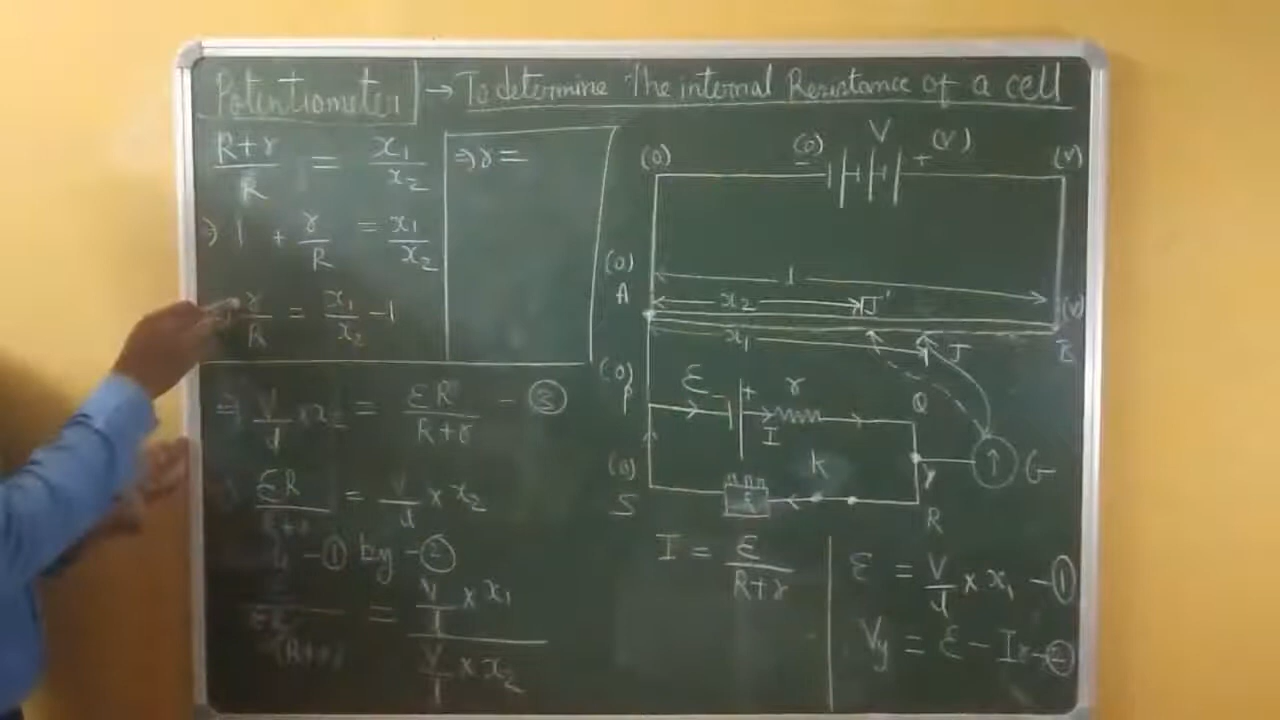 Potentiometer → To determine The internal Resistance of a cell
(R+r)/R = x₁/x₂
⇒ 1 + r/R = x₁/x₂
r/R = x₁/x₂ - 1
⇒ r =
⇒ V/l × x₂ = εR/(R+r) - ③
εR/(R+r) = V/l × x₂
- ① by - ②
= (V/l × x₁)/(V/l × x₂)
(0) (0) V + (V) (V)
(0) l
A x₂ J' (V)
x₁ J B
(0) ε - + r
P I Q
(0) K G
S R
I = ε/(R+r)
ε = V/l × x₁ - ①
Vy = ε - Ir - ②